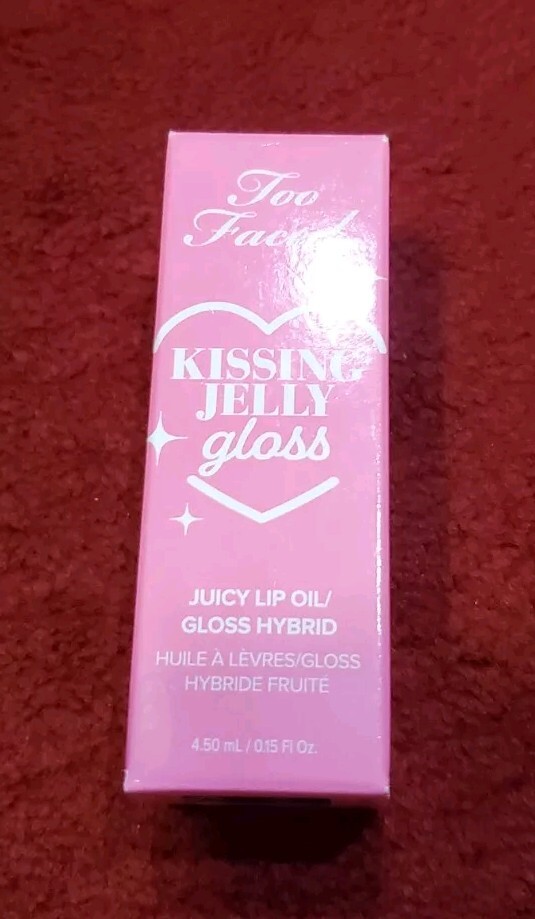 Too
Faced
KISSING
JELLY
gloss
JUICY LIP OIL/
GLOSS HYBRID
HUILE À LÈVRES/GLOSS
HYBRIDE FRUITÉ
4.50 mL / 0.15 Fl Oz.